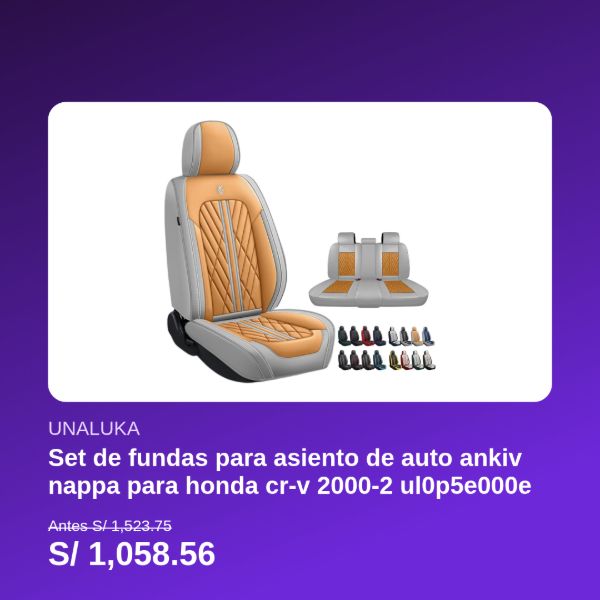 UNALUKA
Set de fundas para asiento de auto ankiv
nappa para honda cr-v 2000-2 ul0p5e000e
Antes S/ 1,523.75
S/ 1,058.56